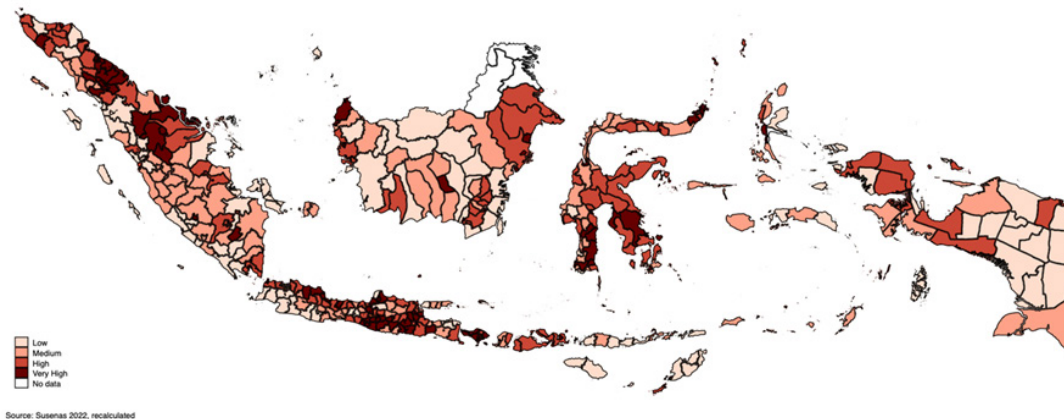 Low
Medium
High
Very High
No data
Source: Susenas 2022, recalculated